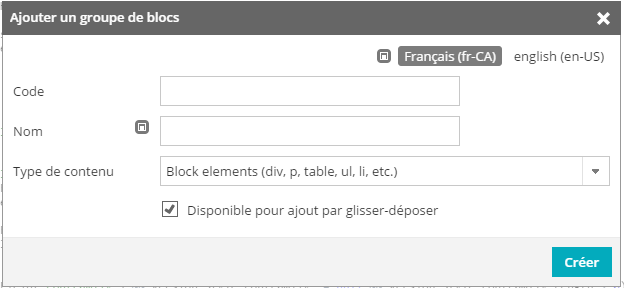 Ajouter un groupe de blocs
Français (fr-CA) english (en-US)
Code
Nom
Type de contenu Block elements (div, p, table, ul, li, etc.)
Disponible pour ajout par glisser-déposer
Créer